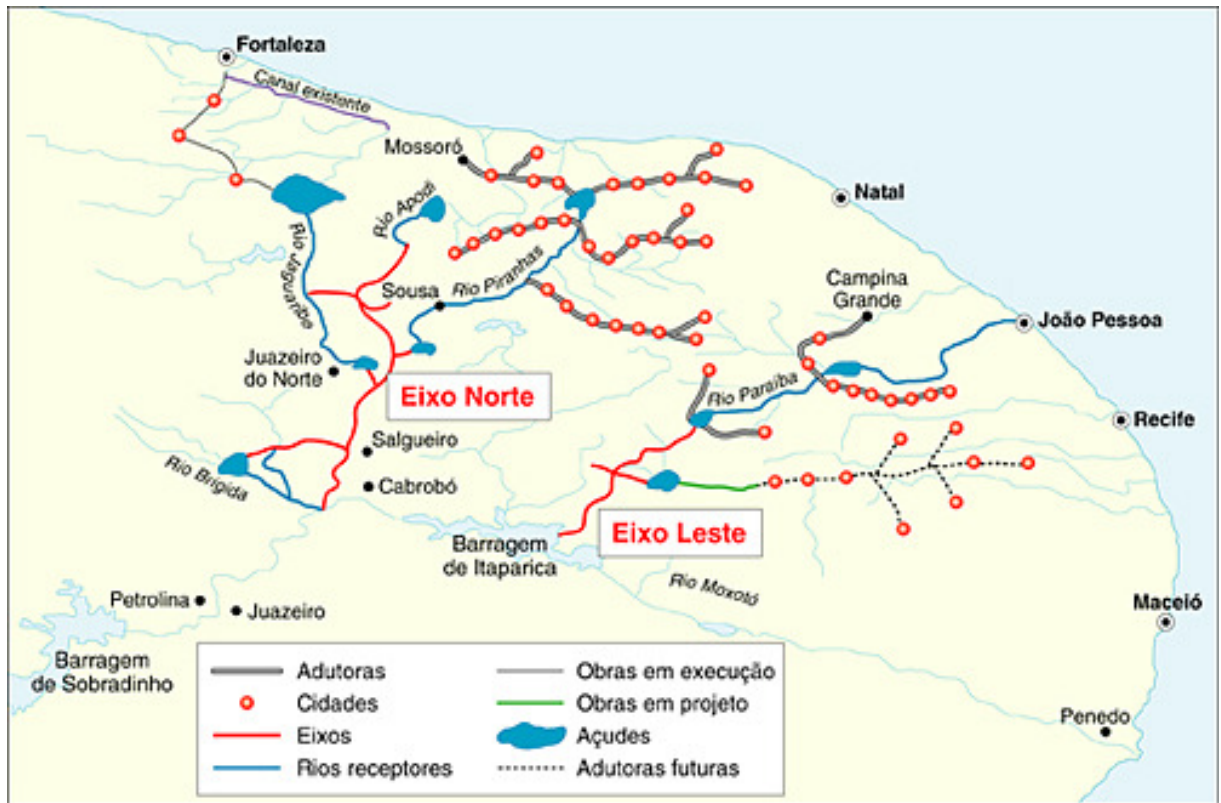 Fortaleza
Canal existente
Mossoró
Natal
Rio Apodi
Rio Jaguaribe
Rio Piranhas
Sousa
Campina
Grande
João Pessoa
Juazeiro
do Norte
Eixo Norte
Rio Paraíba
Recife
Salgueiro
Rio Brígida
Cabrobó
Eixo Leste
Barragem
de Itaparica
Rio Moxotó
Petrolina
Juazeiro
Maceió
Barragem
de Sobradinho
Penedo
Adutoras
Cidades
Eixos
Rios receptores
Obras em execução
Obras em projeto
Açudes
Adutoras futuras